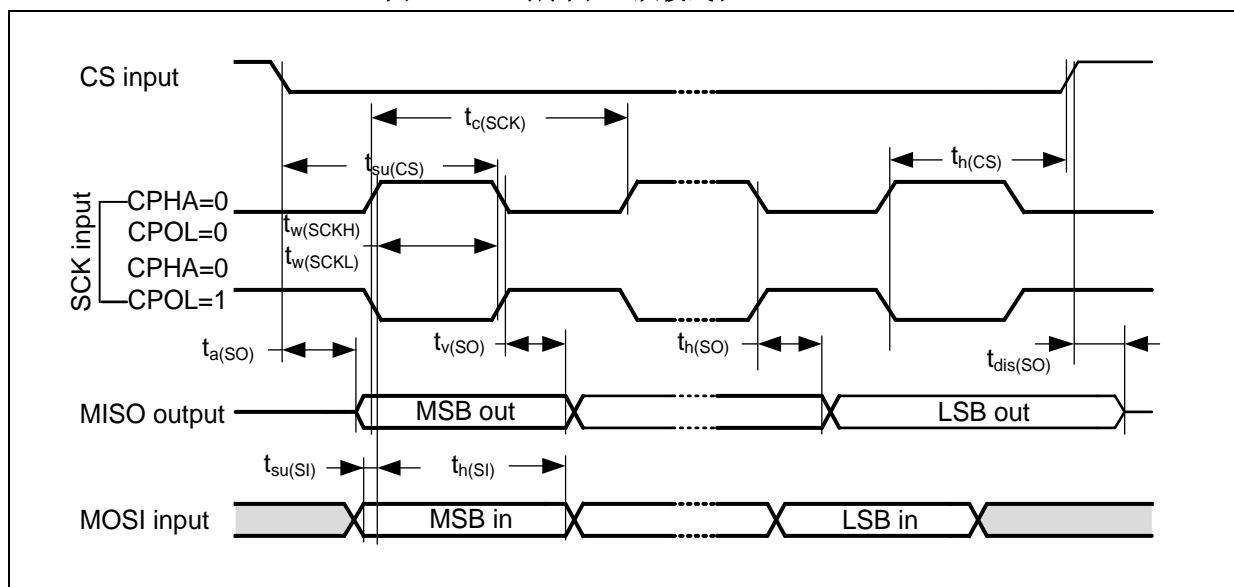 CS input
tc(SCK)
tsu(CS)
th(CS)
SCK input
CPHA=0
CPOL=0
tw(SCKH)
tw(SCKL)
CPHA=0
CPOL=1
ta(SO)
tv(SO)
th(SO)
tdis(SO)
MISO output
MSB out
LSB out
tsu(SI)
th(SI)
MOSI input
MSB in
LSB in